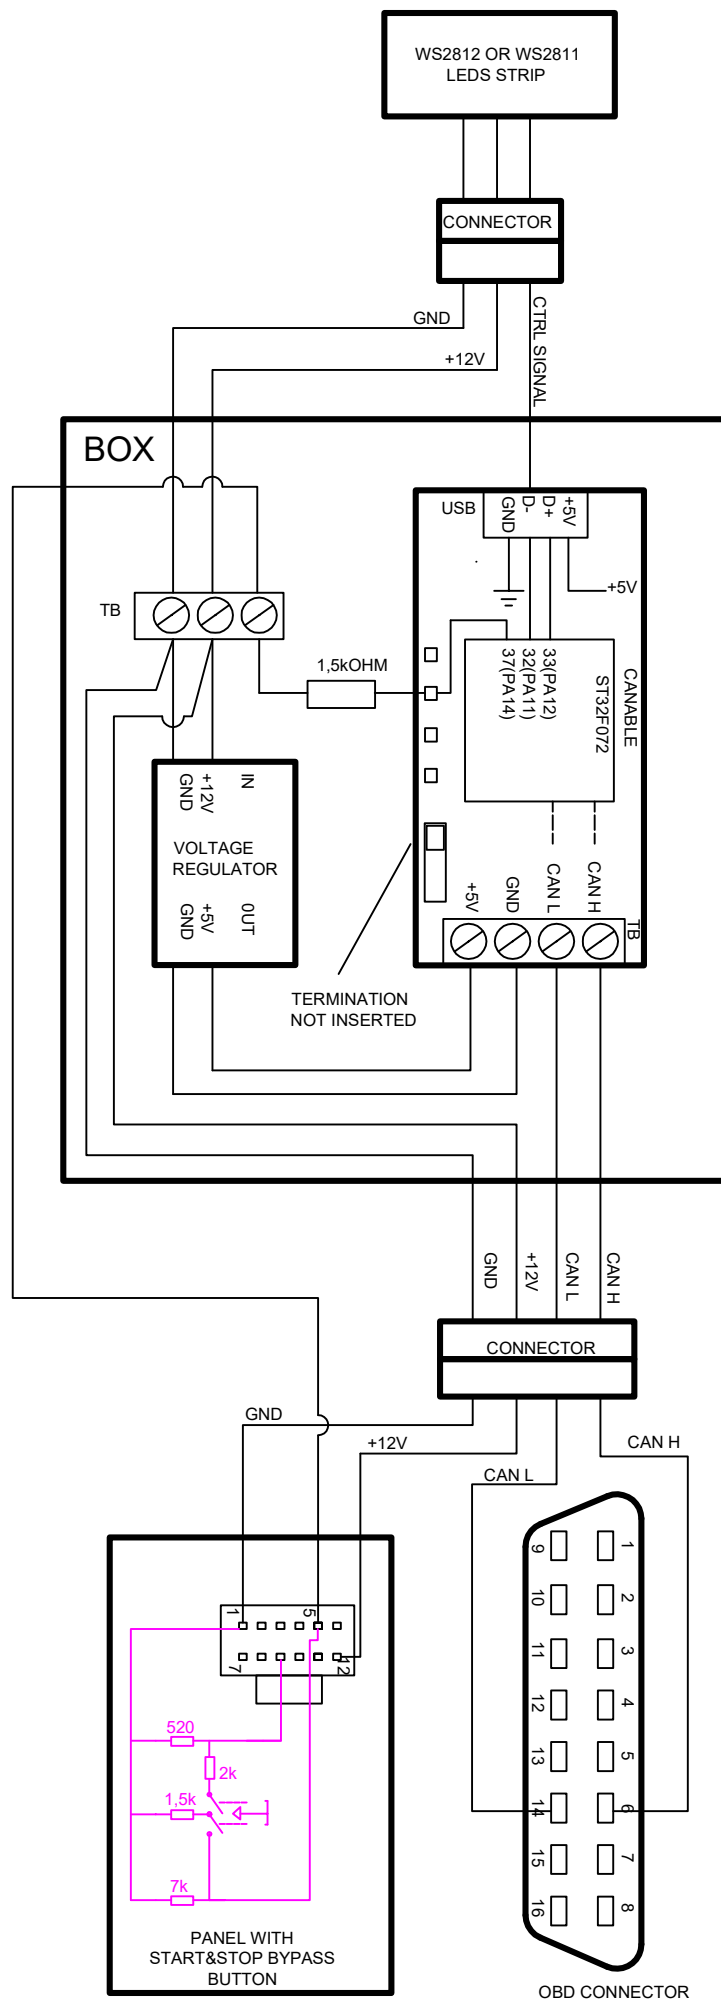 WS2812 OR WS2811
LEDS STRIP
CONNECTOR
GND
+12V
CTRL SIGNAL
BOX
USB
GND
D-
D+
+5V
+5V
TB
1,5kOHM
37(PA14)
32(PA11)
33(PA12)
ST32F072
CANABLE
GND
+12V
IN
VOLTAGE
REGULATOR
GND
+5V
0UT
+5V
GND
CAN L
CAN H
TB
TERMINATION
NOT INSERTED
GND
+12V
CAN L
CAN H
CONNECTOR
GND
+12V
CAN L
CAN H
1
5
7
12
520
2k
1,5k
7k
PANEL WITH
START&STOP BYPASS
BUTTON
9
1
10
2
11
3
12
4
13
5
14
6
15
7
16
8
OBD CONNECTOR